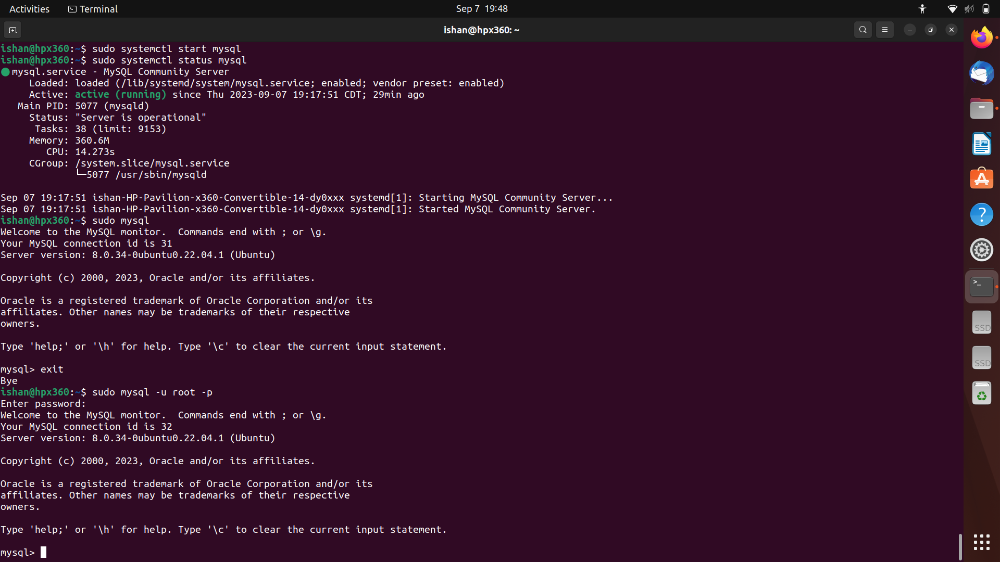 Activities Terminal Sep 7 19:48
ishan@hpx360: ~
ishan@hpx360:~$ sudo systemctl start mysql
ishan@hpx360:~$ sudo systemctl status mysql
● mysql.service - MySQL Community Server
     Loaded: loaded (/lib/systemd/system/mysql.service; enabled; vendor preset: enabled)
     Active: active (running) since Thu 2023-09-07 19:17:51 CDT; 29min ago
   Main PID: 5077 (mysqld)
     Status: "Server is operational"
      Tasks: 38 (limit: 9153)
     Memory: 360.6M
        CPU: 14.273s
     CGroup: /system.slice/mysql.service
             └─5077 /usr/sbin/mysqld
Sep 07 19:17:51 ishan-HP-Pavilion-x360-Convertible-14-dy0xxx systemd[1]: Starting MySQL Community Server...
Sep 07 19:17:51 ishan-HP-Pavilion-x360-Convertible-14-dy0xxx systemd[1]: Started MySQL Community Server.
ishan@hpx360:~$ sudo mysql
Welcome to the MySQL monitor.  Commands end with ; or \g.
Your MySQL connection id is 31
Server version: 8.0.34-0ubuntu0.22.04.1 (Ubuntu)
Copyright (c) 2000, 2023, Oracle and/or its affiliates.
Oracle is a registered trademark of Oracle Corporation and/or its
affiliates. Other names may be trademarks of their respective
owners.
Type 'help;' or '\h' for help. Type '\c' to clear the current input statement.
mysql> exit
Bye
ishan@hpx360:~$ sudo mysql -u root -p
Enter password:
Welcome to the MySQL monitor.  Commands end with ; or \g.
Your MySQL connection id is 32
Server version: 8.0.34-0ubuntu0.22.04.1 (Ubuntu)
Copyright (c) 2000, 2023, Oracle and/or its affiliates.
Oracle is a registered trademark of Oracle Corporation and/or its
affiliates. Other names may be trademarks of their respective
owners.
Type 'help;' or '\h' for help. Type '\c' to clear the current input statement.
mysql>
SSD
SSD